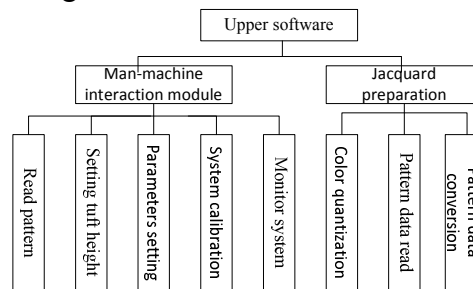 Upper software
Man-machine
interaction module
Jacquard
preparation
Read pattern
Setting tuft height
Parameters setting
System calibration
Monitor system
Color quantization
Pattern data read
Pattern data
conversion